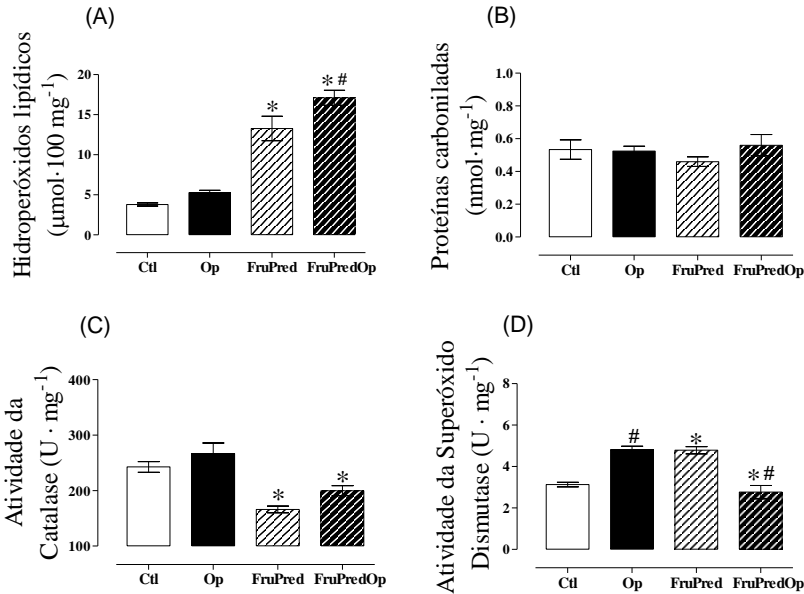 (A)
Hidroperóxidos lipídicos
(μmol·100 mg⁻¹)
20
15
10
5
0
*
* #
Ctl Op FruPred FruPredOp
(B)
Proteínas carboniladas
(nmol·mg⁻¹)
1.0
0.8
0.6
0.4
0.2
0.0
Ctl Op FruPred FruPredOp
(C)
Atividade da
Catalase (U · mg⁻¹)
400
300
200
100
*
*
Ctl Op FruPred FruPredOp
(D)
Atividade da Superóxido
Dismutase (U · mg⁻¹)
8
6
4
2
0
#
*
* #
Ctl Op FruPred FruPredOp